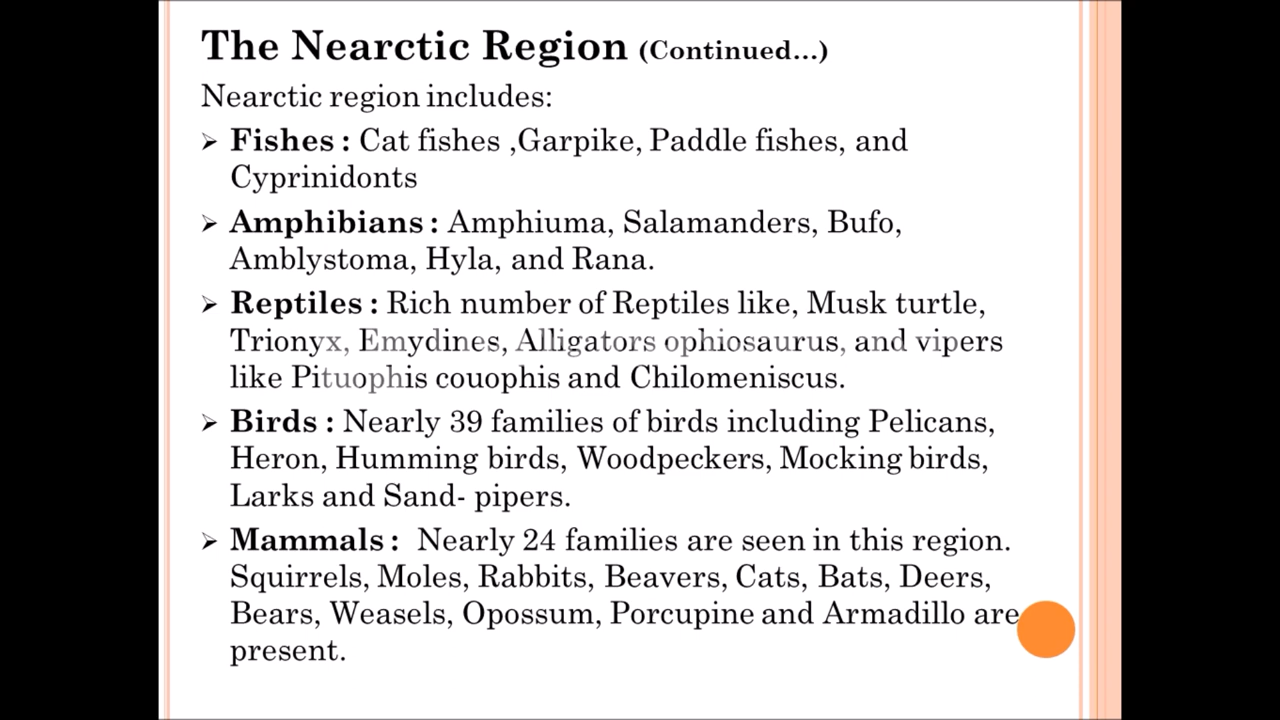 The Nearctic Region (Continued...)
Nearctic region includes:
➢ Fishes : Cat fishes ,Garpike, Paddle fishes, and
Cyprinidonts
➢ Amphibians : Amphiuma, Salamanders, Bufo,
Amblystoma, Hyla, and Rana.
➢ Reptiles : Rich number of Reptiles like, Musk turtle,
Trionyx, Emydines, Alligators ophiosaurus, and vipers
like Pituophis couophis and Chilomeniscus.
➢ Birds : Nearly 39 families of birds including Pelicans,
Heron, Humming birds, Woodpeckers, Mocking birds,
Larks and Sand- pipers.
➢ Mammals :  Nearly 24 families are seen in this region.
Squirrels, Moles, Rabbits, Beavers, Cats, Bats, Deers,
Bears, Weasels, Opossum, Porcupine and Armadillo are
present.